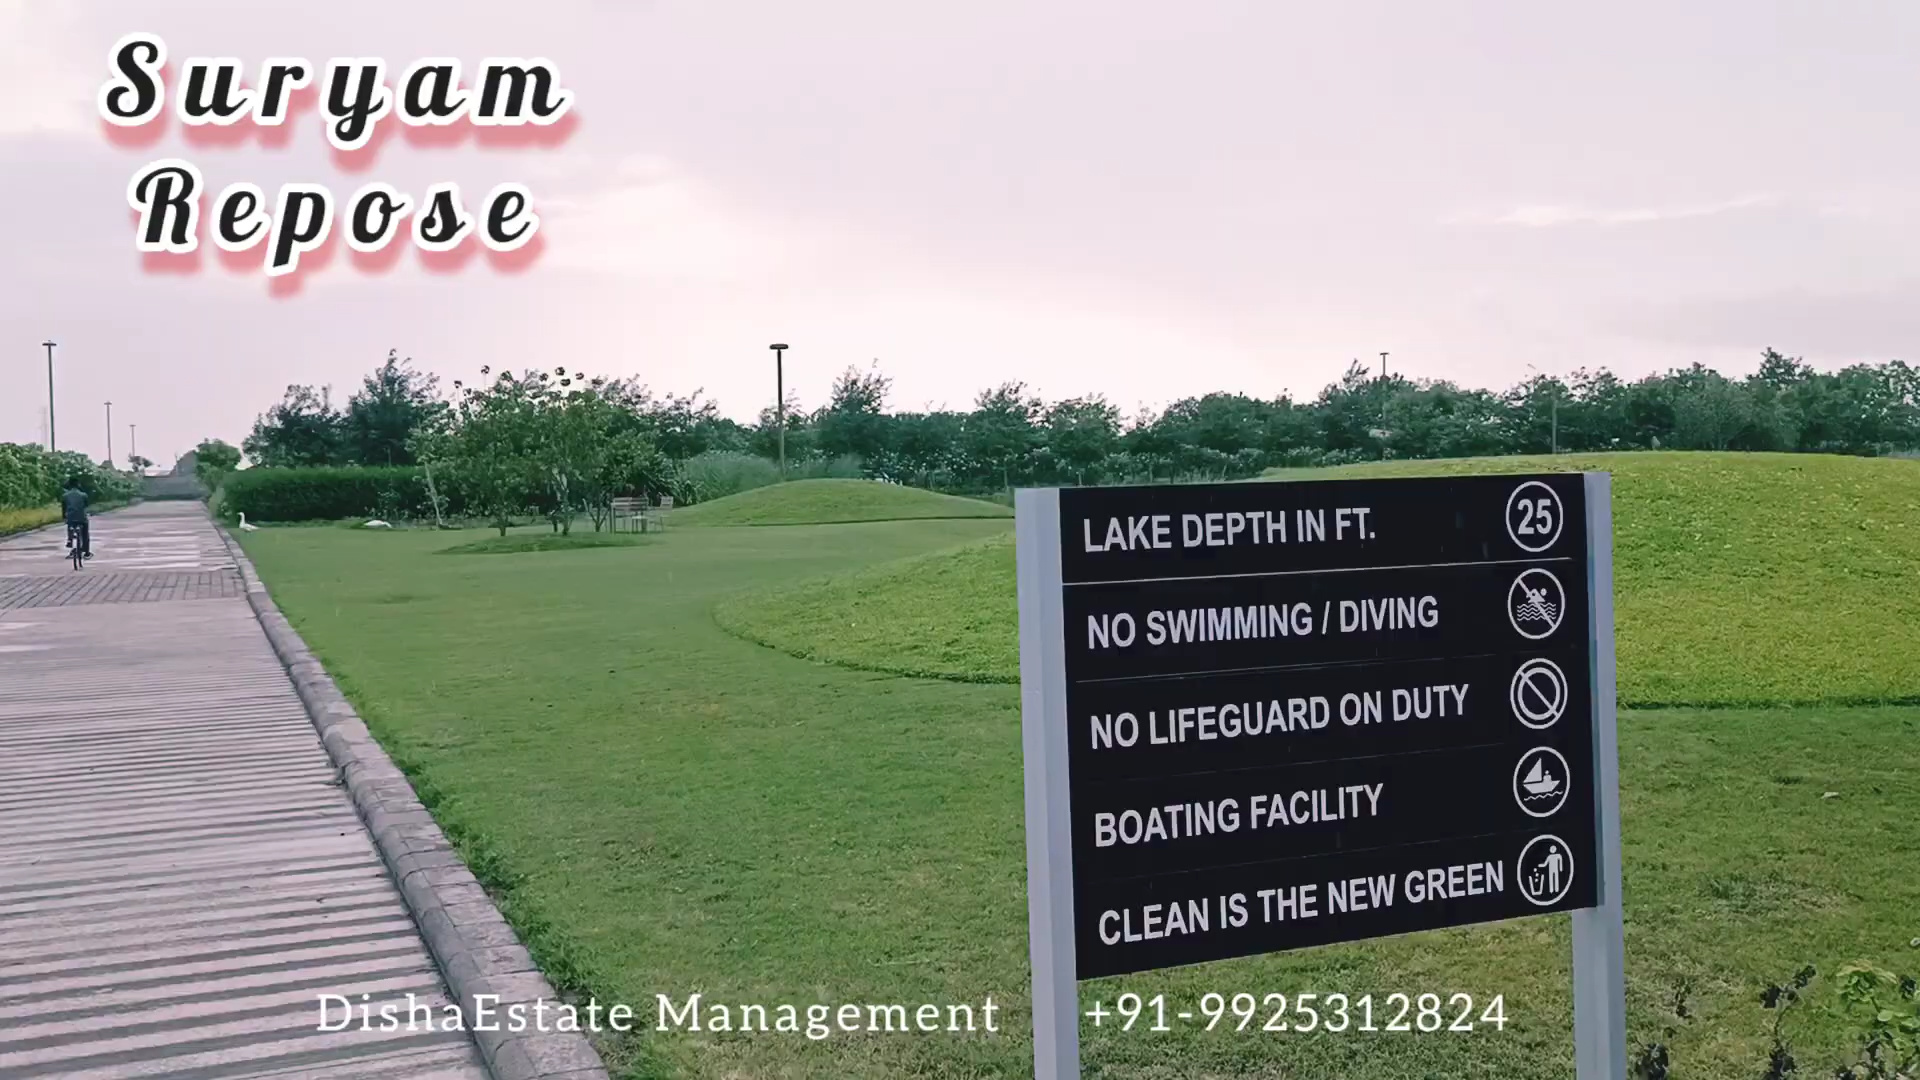 Suryam
Repose
LAKE DEPTH IN FT. 25
NO SWIMMING / DIVING
NO LIFEGUARD ON DUTY
BOATING FACILITY
CLEAN IS THE NEW GREEN
DishaEstate Management +91-9925312824